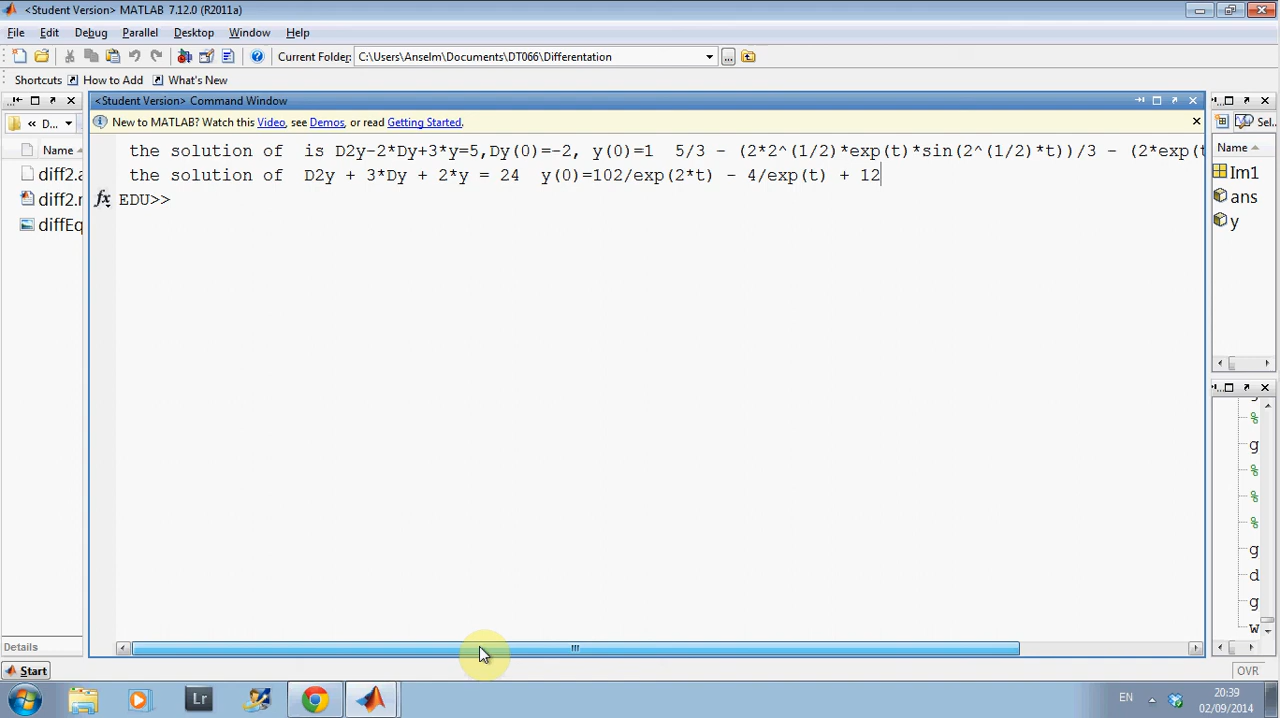 <Student Version> MATLAB 7.12.0 (R2011a)
File Edit Debug Parallel Desktop Window Help
Current Folder: C:\Users\Anselm\Documents\DT066\Differentation
Shortcuts How to Add What's New
<Student Version> Command Window
« D...
New to MATLAB? Watch this Video, see Demos, or read Getting Started.
Sel...
Name
Name
the solution of is D2y-2*Dy+3*y=5,Dy(0)=-2, y(0)=1 5/3 - (2*2^(1/2)*exp(t)*sin(2^(1/2)*t))/3 - (2*exp(t
the solution of D2y + 3*Dy + 2*y = 24 y(0)=102/exp(2*t) - 4/exp(t) + 12
fx EDU>>
diff2.a
diff2.r
diffEq
Im1
ans
y
%
g
%
%
%
g
d
g
w
Details
Start
OVR
Lr
EN
20:39
02/09/2014